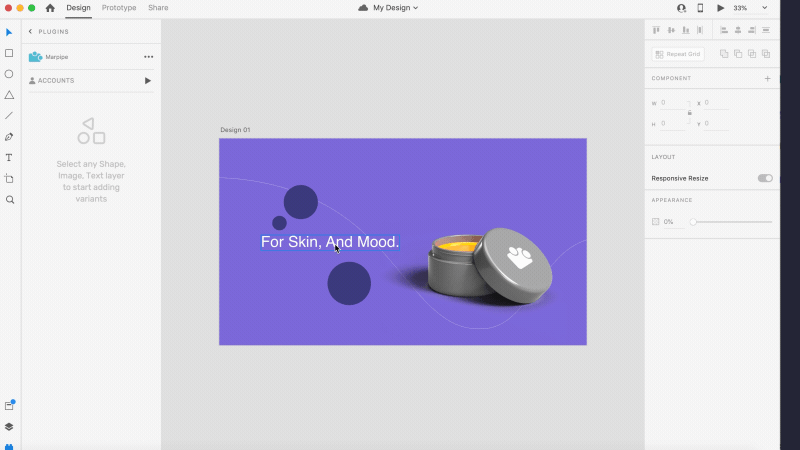 Design
Prototype
Share
My Design
33%
PLUGINS
Marpipe
ACCOUNTS
Select any Shape,
Image, Text layer
to start adding
variants
Design 01
For Skin, And Mood.
Repeat Grid
COMPONENT
W 0 X 0
H 0 Y 0
LAYOUT
Responsive Resize
APPEARANCE
0%